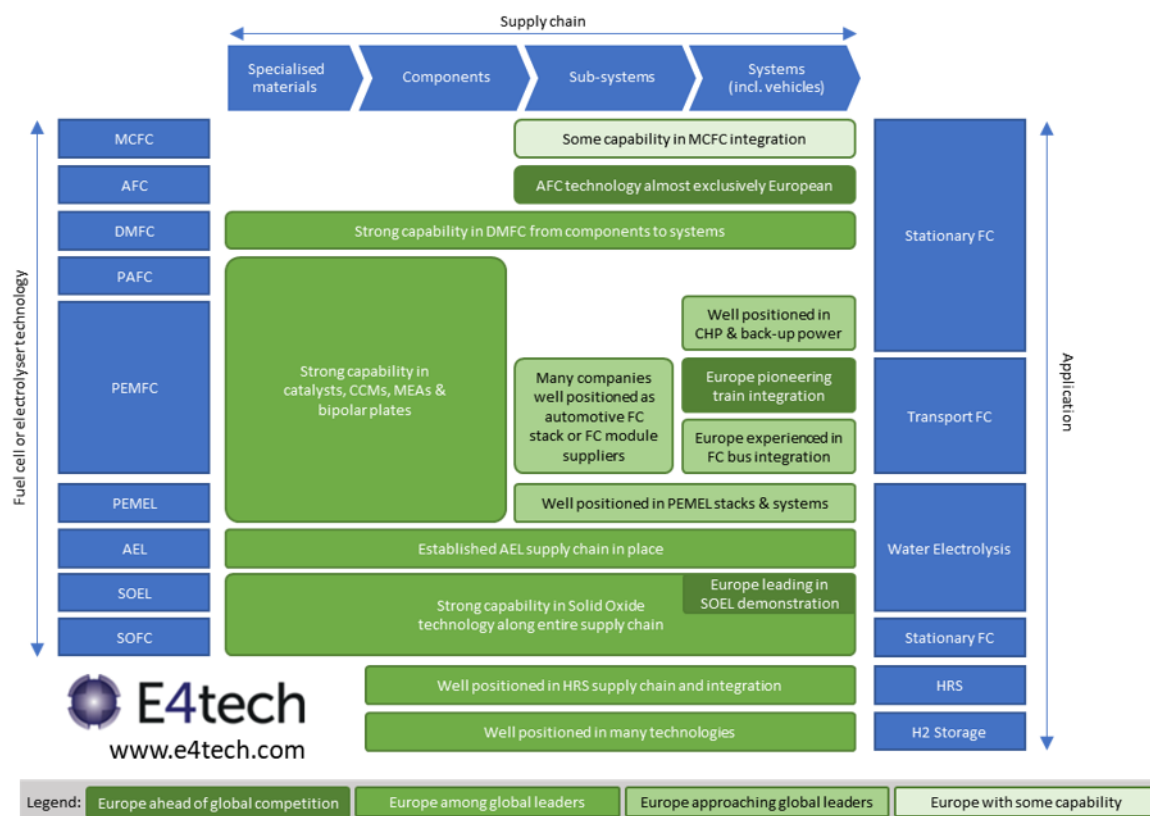 Supply chain
Specialised
materials
Components
Sub-systems
Systems
(incl. vehicles)
Fuel cell or electrolyser technology
MCFC
Some capability in MCFC integration
Stationary FC
AFC
AFC technology almost exclusively European
DMFC
Strong capability in DMFC from components to systems
PAFC
PEMFC
Strong capability in
catalysts, CCMs, MEAs &
bipolar plates
Well positioned in
CHP & back-up power
Many companies
well positioned as
automotive FC
stack or FC module
suppliers
Europe pioneering
train integration
Europe experienced in
FC bus integration
Transport FC
Application
PEMEL
Well positioned in PEMEL stacks & systems
Water Electrolysis
AEL
Established AEL supply chain in place
SOEL
Europe leading in
SOEL demonstration
Strong capability in Solid Oxide
technology along entire supply chain
SOFC
Stationary FC
E4tech
www.e4tech.com
Well positioned in HRS supply chain and integration
HRS
Well positioned in many technologies
H2 Storage
Legend:
Europe ahead of global competition
Europe among global leaders
Europe approaching global leaders
Europe with some capability